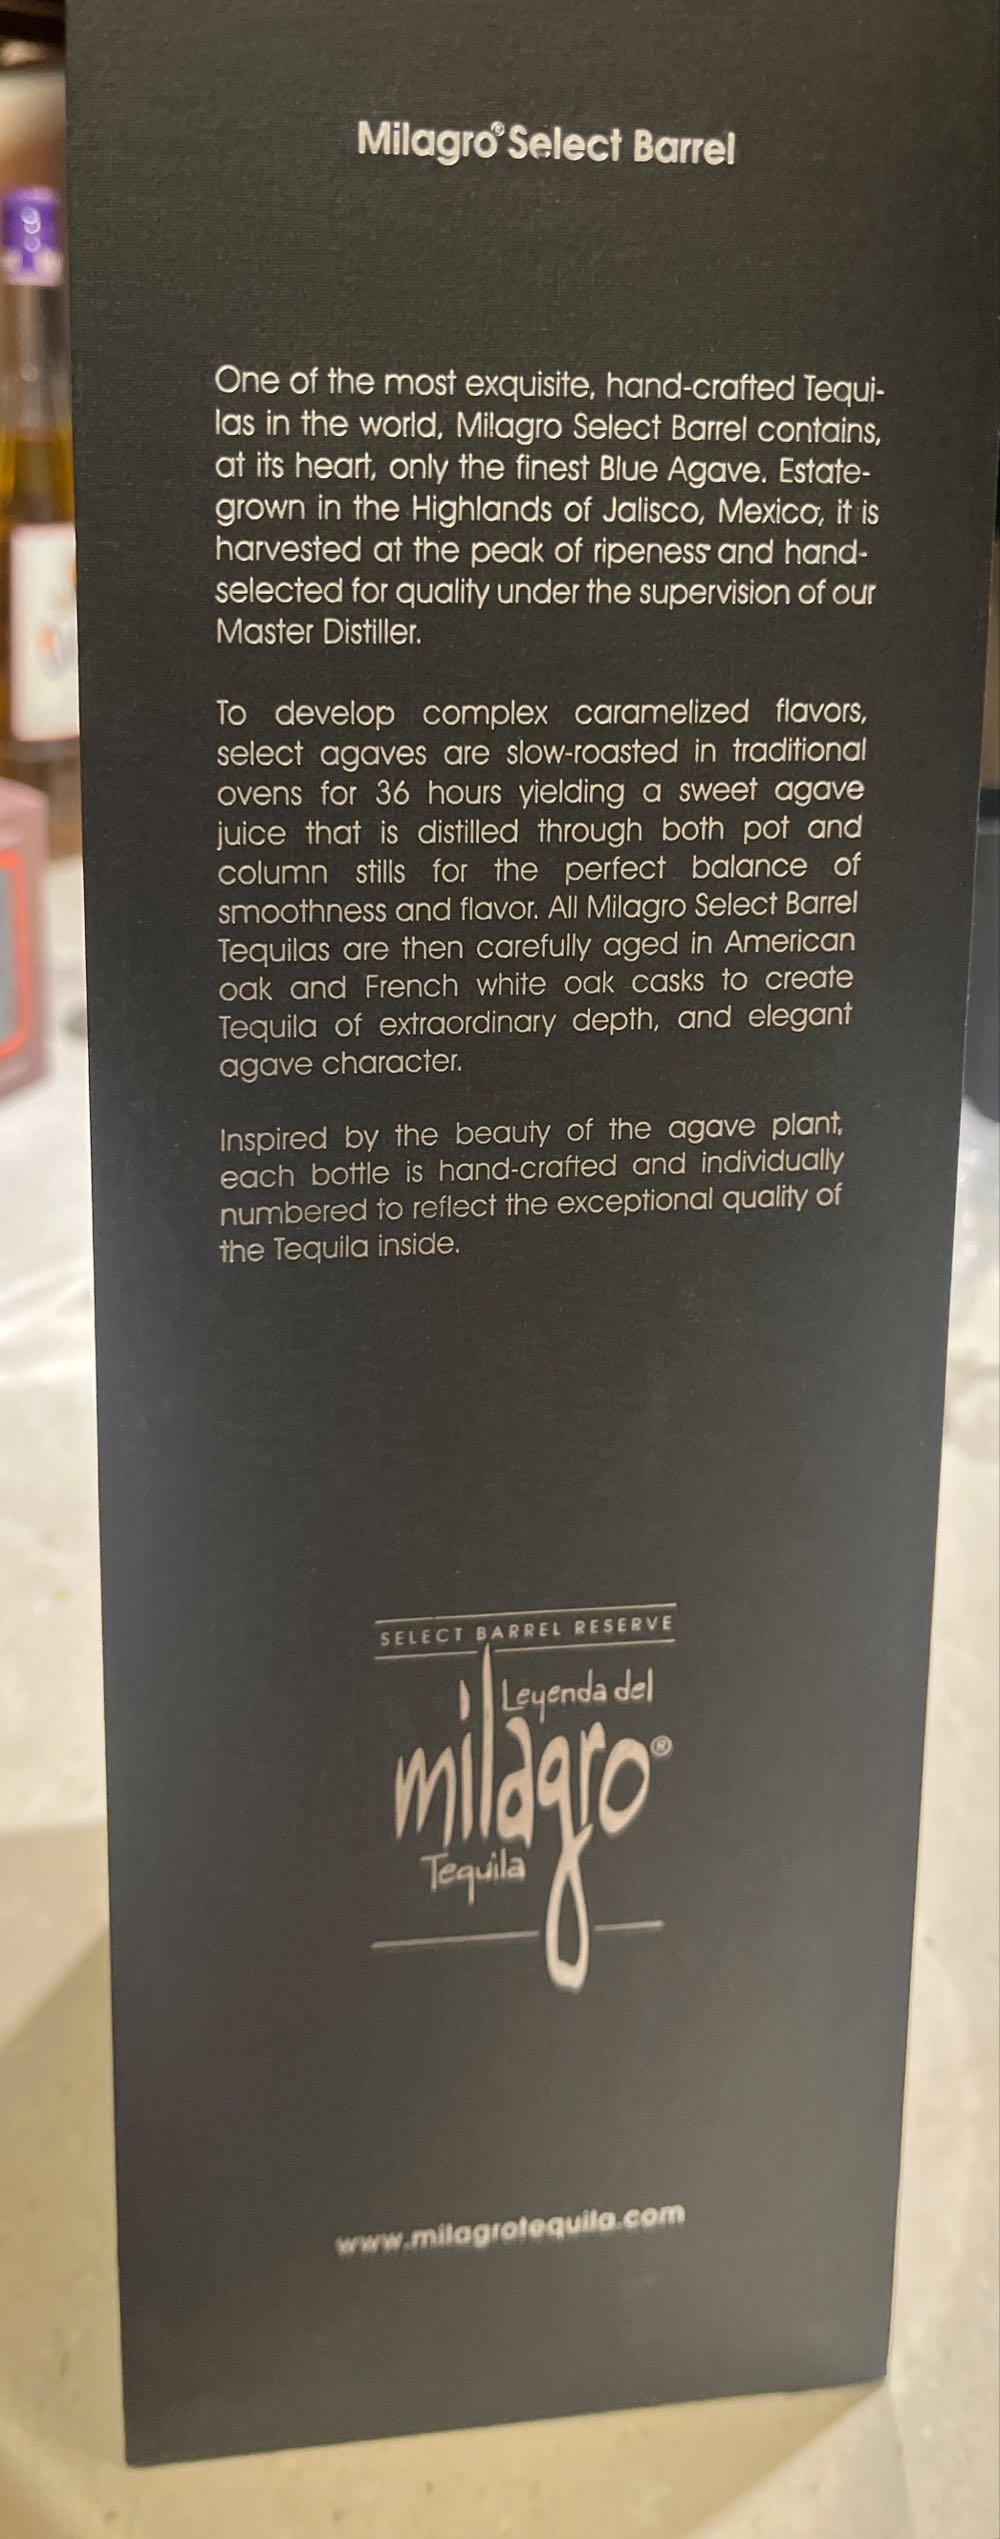 Milagro® Select Barrel
One of the most exquisite, hand-crafted Tequi-
las in the world, Milagro Select Barrel contains,
at its heart, only the finest Blue Agave. Estate-
grown in the Highlands of Jalisco, Mexico, it is
harvested at the peak of ripeness and hand-
selected for quality under the supervision of our
Master Distiller.
To develop complex caramelized flavors,
select agaves are slow-roasted in traditional
ovens for 36 hours yielding a sweet agave
juice that is distilled through both pot and
column stills for the perfect balance of
smoothness and flavor. All Milagro Select Barrel
Tequilas are then carefully aged in American
oak and French white oak casks to create
Tequila of extraordinary depth, and elegant
agave character.
Inspired by the beauty of the agave plant,
each bottle is hand-crafted and individually
numbered to reflect the exceptional quality of
the Tequila inside.
SELECT BARREL RESERVE
Leyenda del
milagro®
Tequila
www.milagrotequila.com